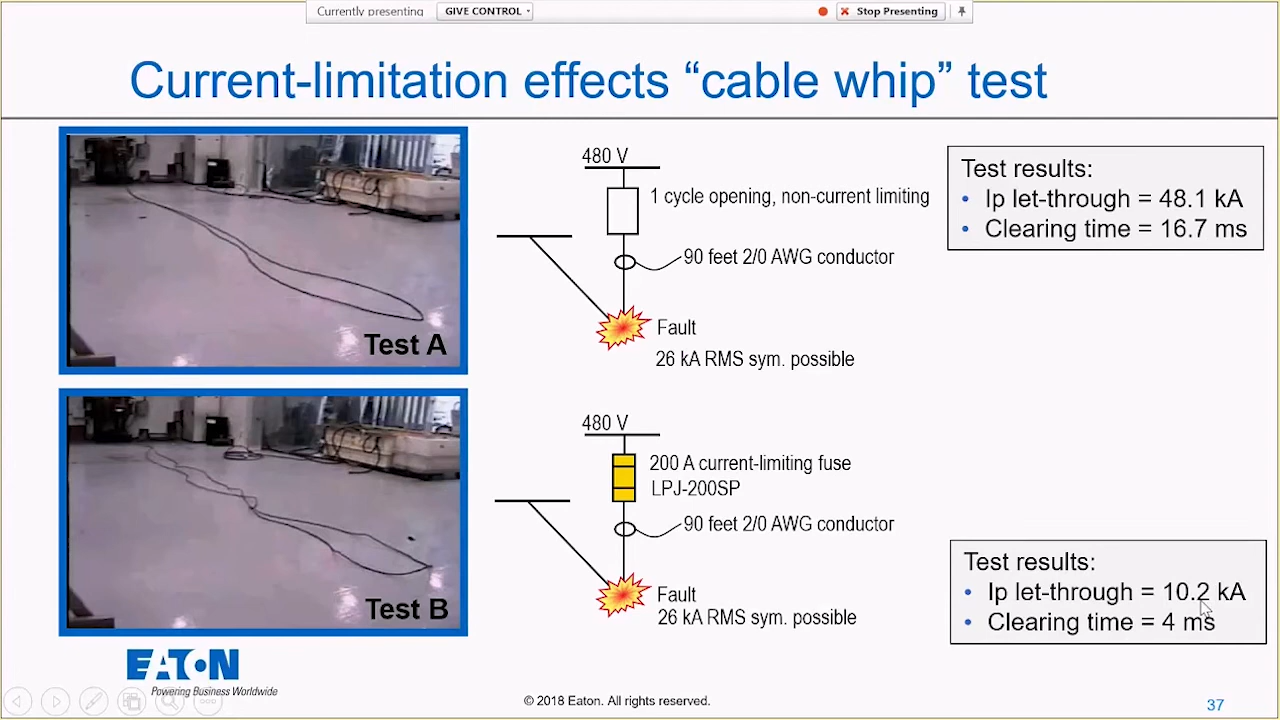 Currently presenting
GIVE CONTROL
Stop Presenting
Current-limitation effects “cable whip” test
Test A
480 V
1 cycle opening, non-current limiting
90 feet 2/0 AWG conductor
Fault
26 kA RMS sym. possible
Test results:
• Ip let-through = 48.1 kA
• Clearing time = 16.7 ms
Test B
480 V
200 A current-limiting fuse
LPJ-200SP
90 feet 2/0 AWG conductor
Fault
26 kA RMS sym. possible
Test results:
• Ip let-through = 10.2 kA
• Clearing time = 4 ms
EATON
Powering Business Worldwide
© 2018 Eaton. All rights reserved.
37